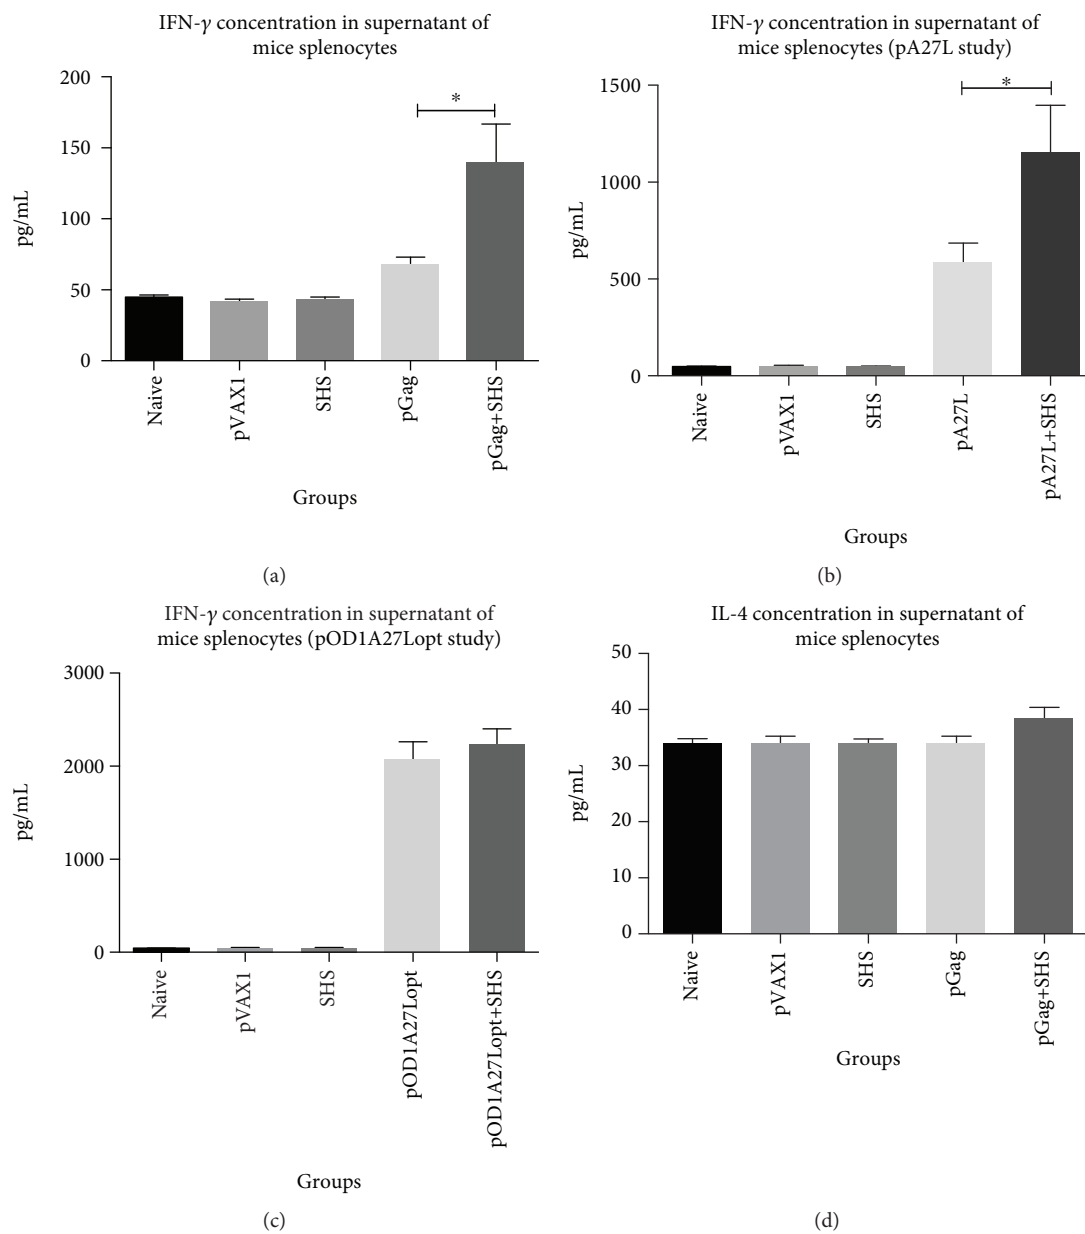 IFN-γ concentration in supernatant of
mice splenocytes
200
150
100
50
0
pg/mL
*
Naive
pVAX1
SHS
pGag
pGag+SHS
Groups
(a)
IFN-γ concentration in supernatant of
mice splenocytes (pA27L study)
1500
1000
500
0
pg/mL
*
Naive
pVAX1
SHS
pA27L
pA27L+SHS
Groups
(b)
IFN-γ concentration in supernatant of
mice splenocytes (pOD1A27Lopt study)
3000
2000
1000
0
pg/mL
Naive
pVAX1
SHS
pOD1A27Lopt
pOD1A27Lopt+SHS
Groups
(c)
IL-4 concentration in supernatant of
mice splenocytes
50
40
30
20
10
0
pg/mL
Naive
pVAX1
SHS
pGag
pGag+SHS
Groups
(d)